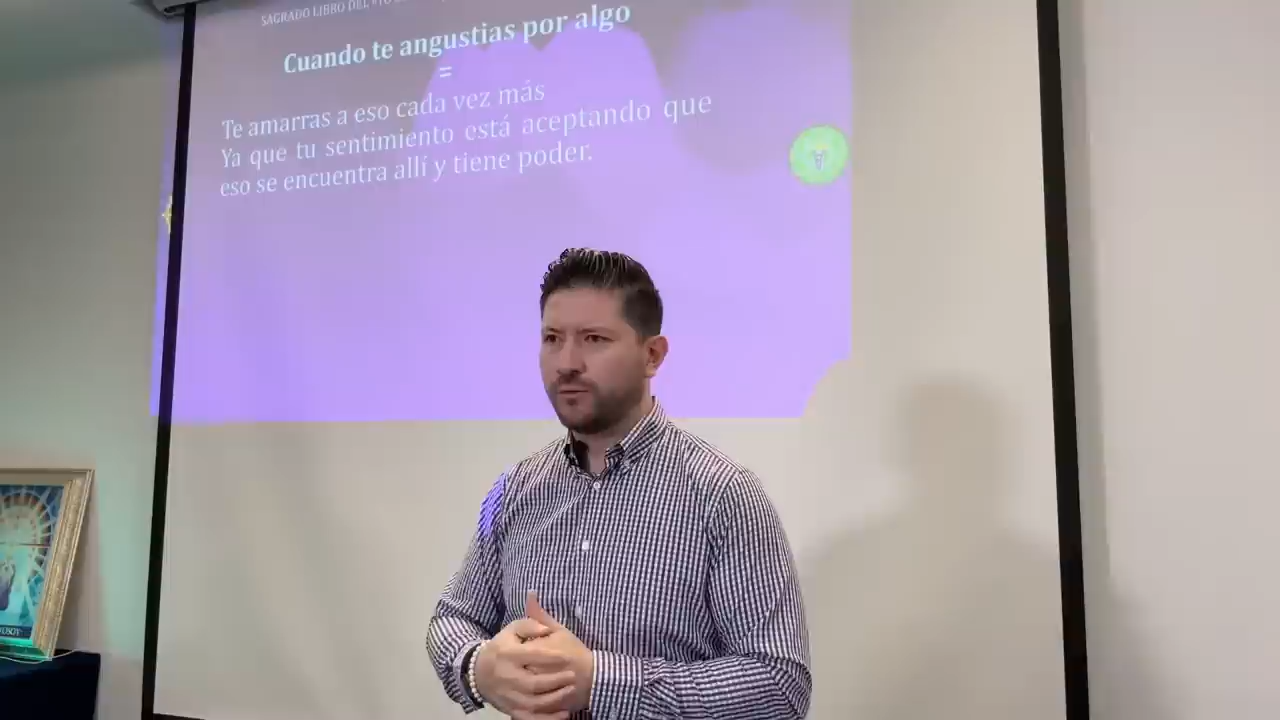 SAGRADO LIBRO DEL
Cuando te angustias por algo
=
Te amarras a eso cada vez más
Ya que tu sentimiento está aceptando que
eso se encuentra allí y tiene poder.